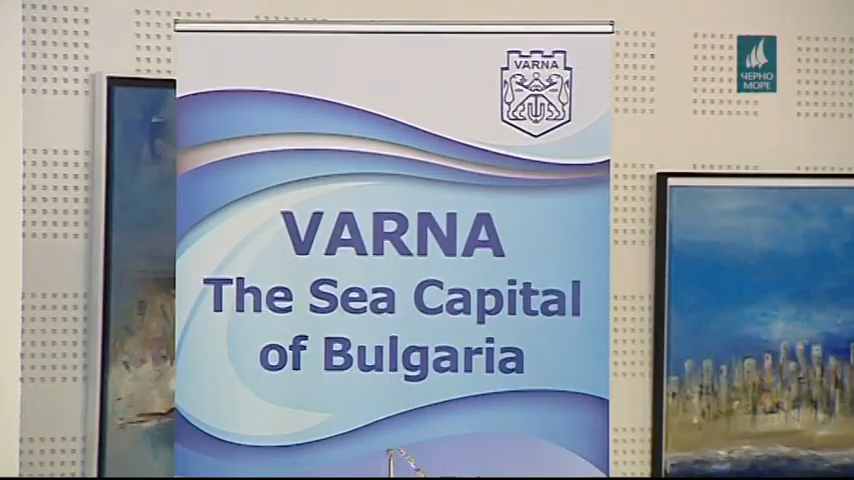 VARNA
ЧЕРНО
МОРЕ
VARNA
The Sea Capital
of Bulgaria